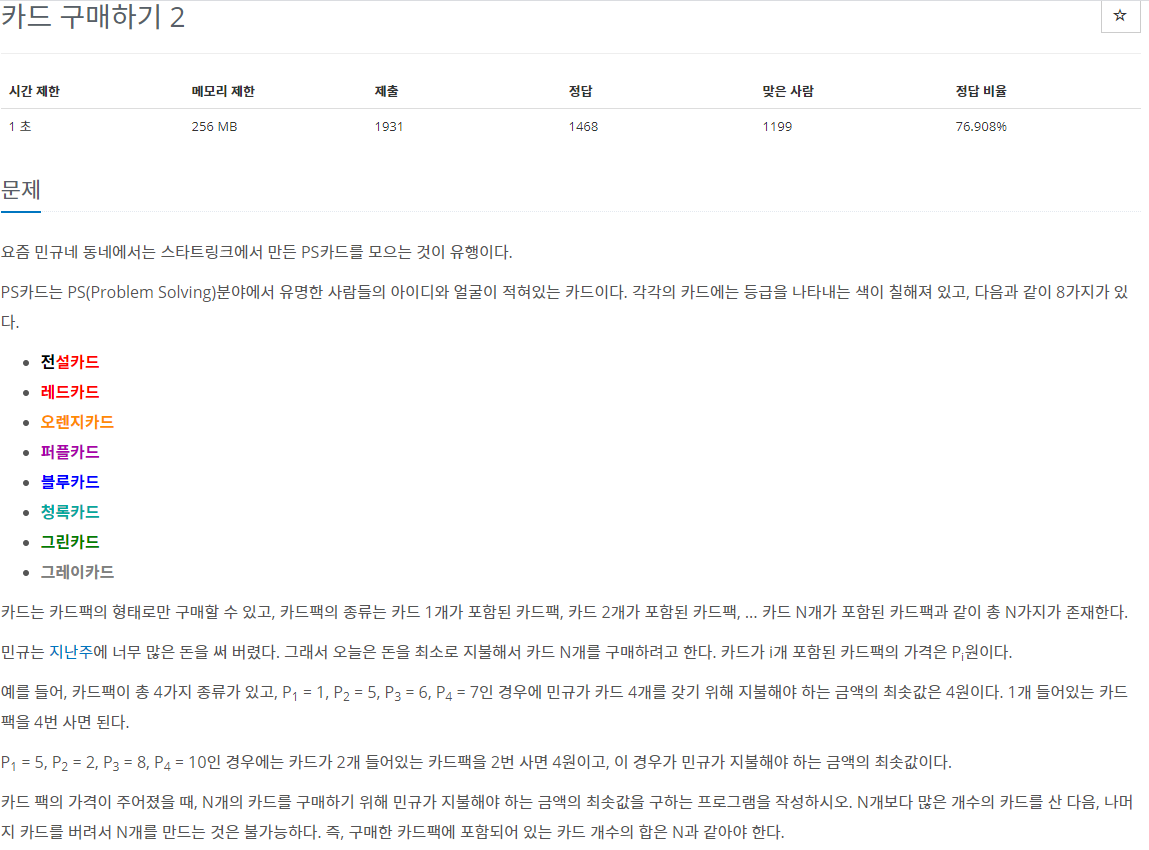 카드 구매하기 2
☆
시간 제한 메모리 제한 제출 정답 맞은 사람 정답 비율
1 초 256 MB 1931 1468 1199 76.908%
문제
요즘 민규네 동네에서는 스타트링크에서 만든 PS카드를 모으는 것이 유행이다.
PS카드는 PS(Problem Solving)분야에서 유명한 사람들의 아이디와 얼굴이 적혀있는 카드이다. 각각의 카드에는 등급을 나타내는 색이 칠해져 있고, 다음과 같이 8가지가 있
다.
• 전설카드
• 레드카드
• 오렌지카드
• 퍼플카드
• 블루카드
• 청록카드
• 그린카드
• 그레이카드
카드는 카드팩의 형태로만 구매할 수 있고, 카드팩의 종류는 카드 1개가 포함된 카드팩, 카드 2개가 포함된 카드팩, ... 카드 N개가 포함된 카드팩과 같이 총 N가지가 존재한다.
민규는 지난주에 너무 많은 돈을 써 버렸다. 그래서 오늘은 돈을 최소로 지불해서 카드 N개를 구매하려고 한다. 카드가 i개 포함된 카드팩의 가격은 Pᵢ원이다.
예를 들어, 카드팩이 총 4가지 종류가 있고, P₁ = 1, P₂ = 5, P₃ = 6, P₄ = 7인 경우에 민규가 카드 4개를 갖기 위해 지불해야 하는 금액의 최솟값은 4원이다. 1개 들어있는 카드
팩을 4번 사면 된다.
P₁ = 5, P₂ = 2, P₃ = 8, P₄ = 10인 경우에는 카드가 2개 들어있는 카드팩을 2번 사면 4원이고, 이 경우가 민규가 지불해야 하는 금액의 최솟값이다.
카드 팩의 가격이 주어졌을 때, N개의 카드를 구매하기 위해 민규가 지불해야 하는 금액의 최솟값을 구하는 프로그램을 작성하시오. N개보다 많은 개수의 카드를 산 다음, 나머
지 카드를 버려서 N개를 만드는 것은 불가능하다. 즉, 구매한 카드팩에 포함되어 있는 카드 개수의 합은 N과 같아야 한다.